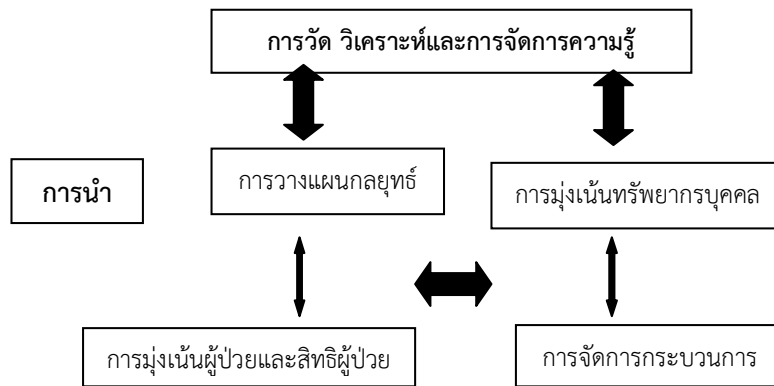 การวัด วิเคราะห์และการจัดการความรู้
การวางแผนกลยุทธ์
การนำ
การมุ่งเน้นทรัพยากรบุคคล
การมุ่งเน้นผู้ป่วยและสิทธิผู้ป่วย
การจัดการกระบวนการ